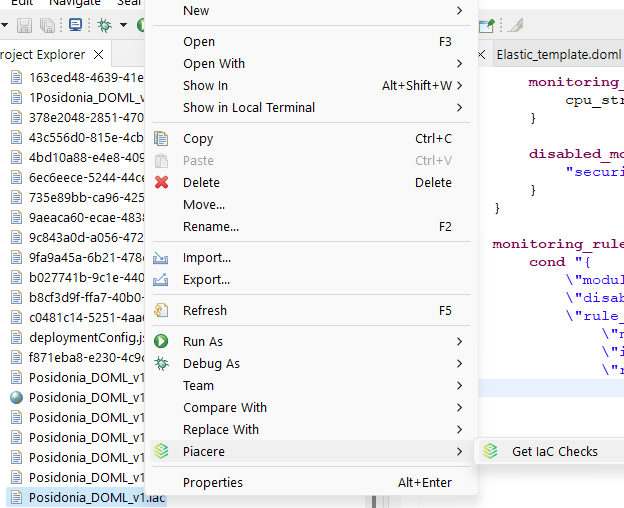 Edit Navigate Sear
New
Project Explorer
163ced48-4639-41e
1Posidonia_DOML_v
378e2048-2851-470
43c556d0-815e-4cb
4bd10a88-e4e8-409
6ec6eece-5244-44ce
735e89bb-ca96-425
9aeaca60-ecae-4838
9c843a0d-a056-472
9fa9a45a-6b21-478c
b027741b-9c1e-440
b8cf3d9f-ffa7-40b0-
c0481c14-5251-4aa6
deploymentConfig.js
f871eba8-e230-4c9c
Posidonia_DOML_v1
Posidonia_DOML_v1
Posidonia_DOML_v1
Posidonia_DOML_v1
Posidonia_DOML_v1
Posidonia_DOML_v1
Posidonia_DOML_v1.iac
Open F3
Open With
Show In Alt+Shift+W
Show in Local Terminal
Copy Ctrl+C
Paste Ctrl+V
Delete Delete
Move...
Rename... F2
Import...
Export...
Refresh F5
Run As
Debug As
Team
Compare With
Replace With
Piacere
Properties Alt+Enter
Get IaC Checks
Elastic_template.doml
monitoring_
cpu_str
}
disabled_mo
"securi
}
}
monitoring_rule
cond "{
\"modul
\"disab
\"rule_
\"n
\"i
\"r